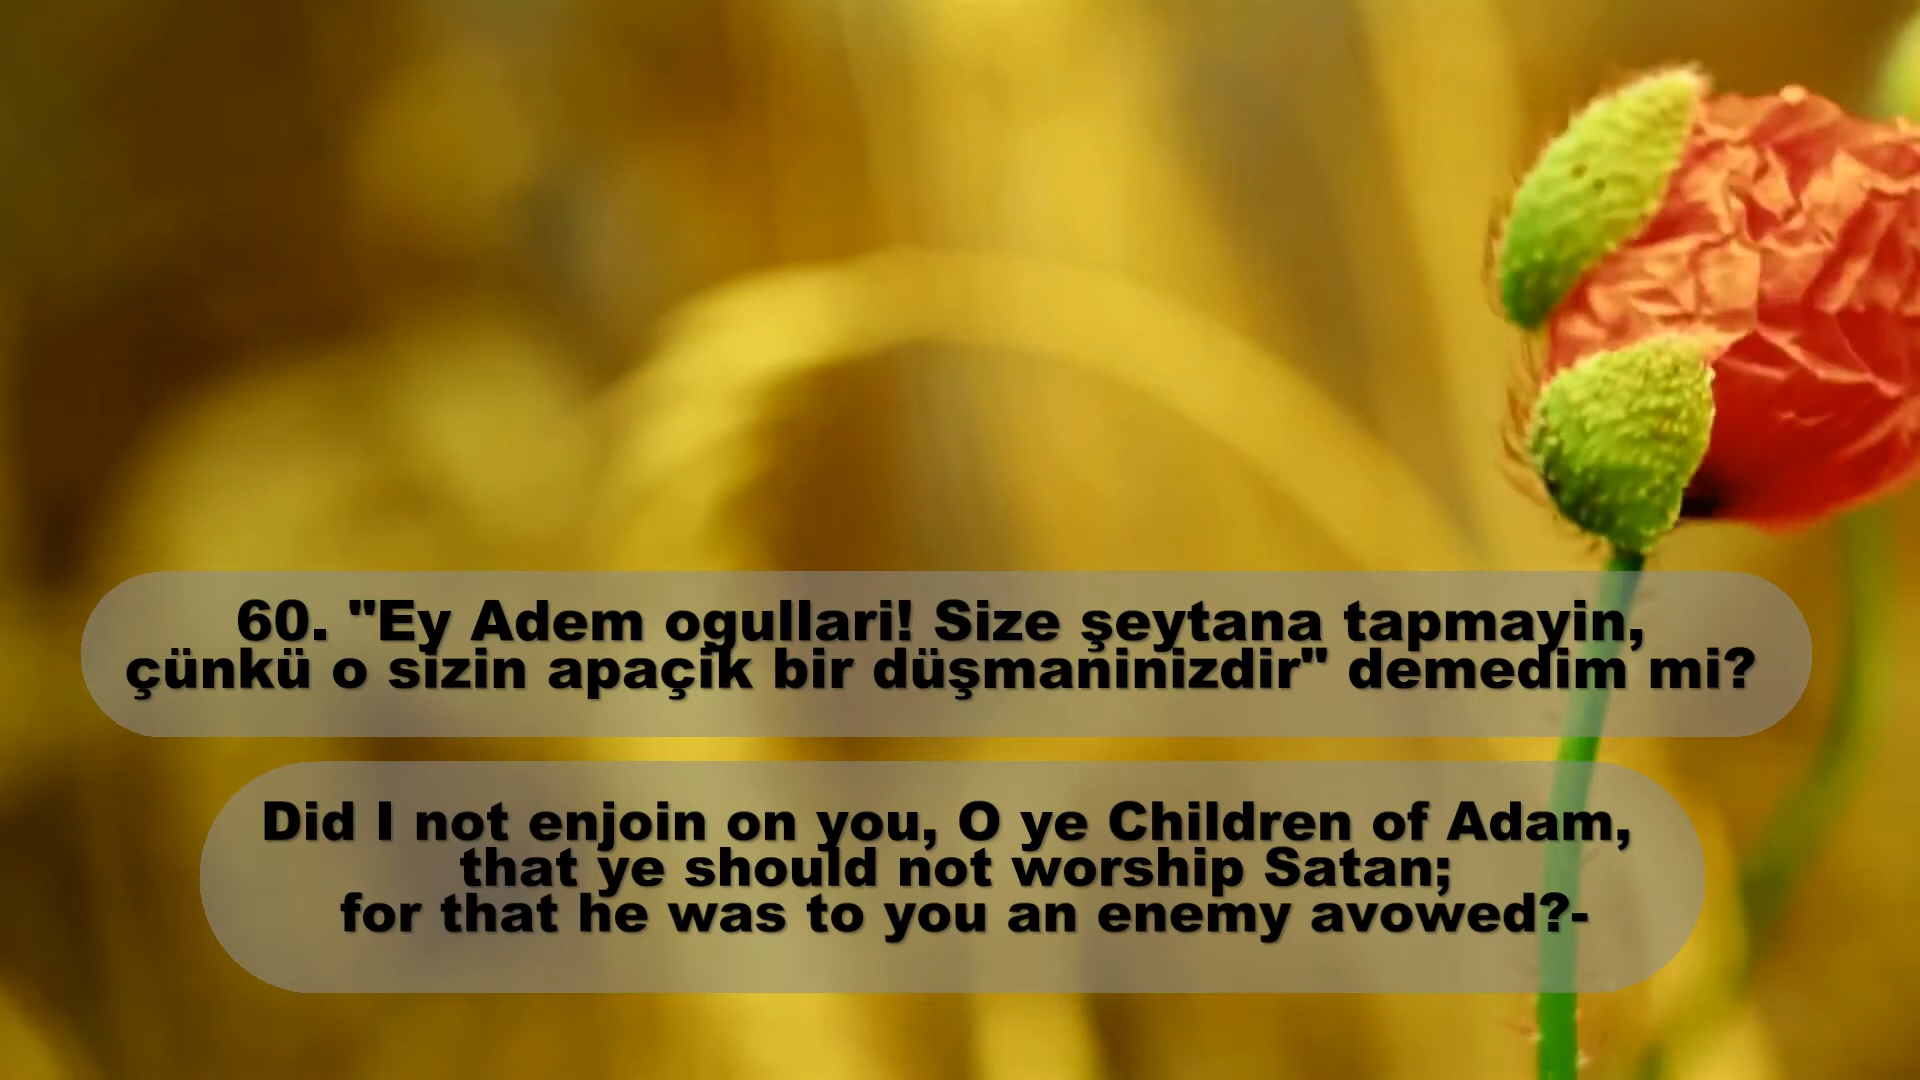 60. "Ey Adem ogullari! Size şeytana tapmayin,
çünkü o sizin apaçik bir düşmaninizdir" demedim mi?
Did I not enjoin on you, O ye Children of Adam,
that ye should not worship Satan;
for that he was to you an enemy avowed?-